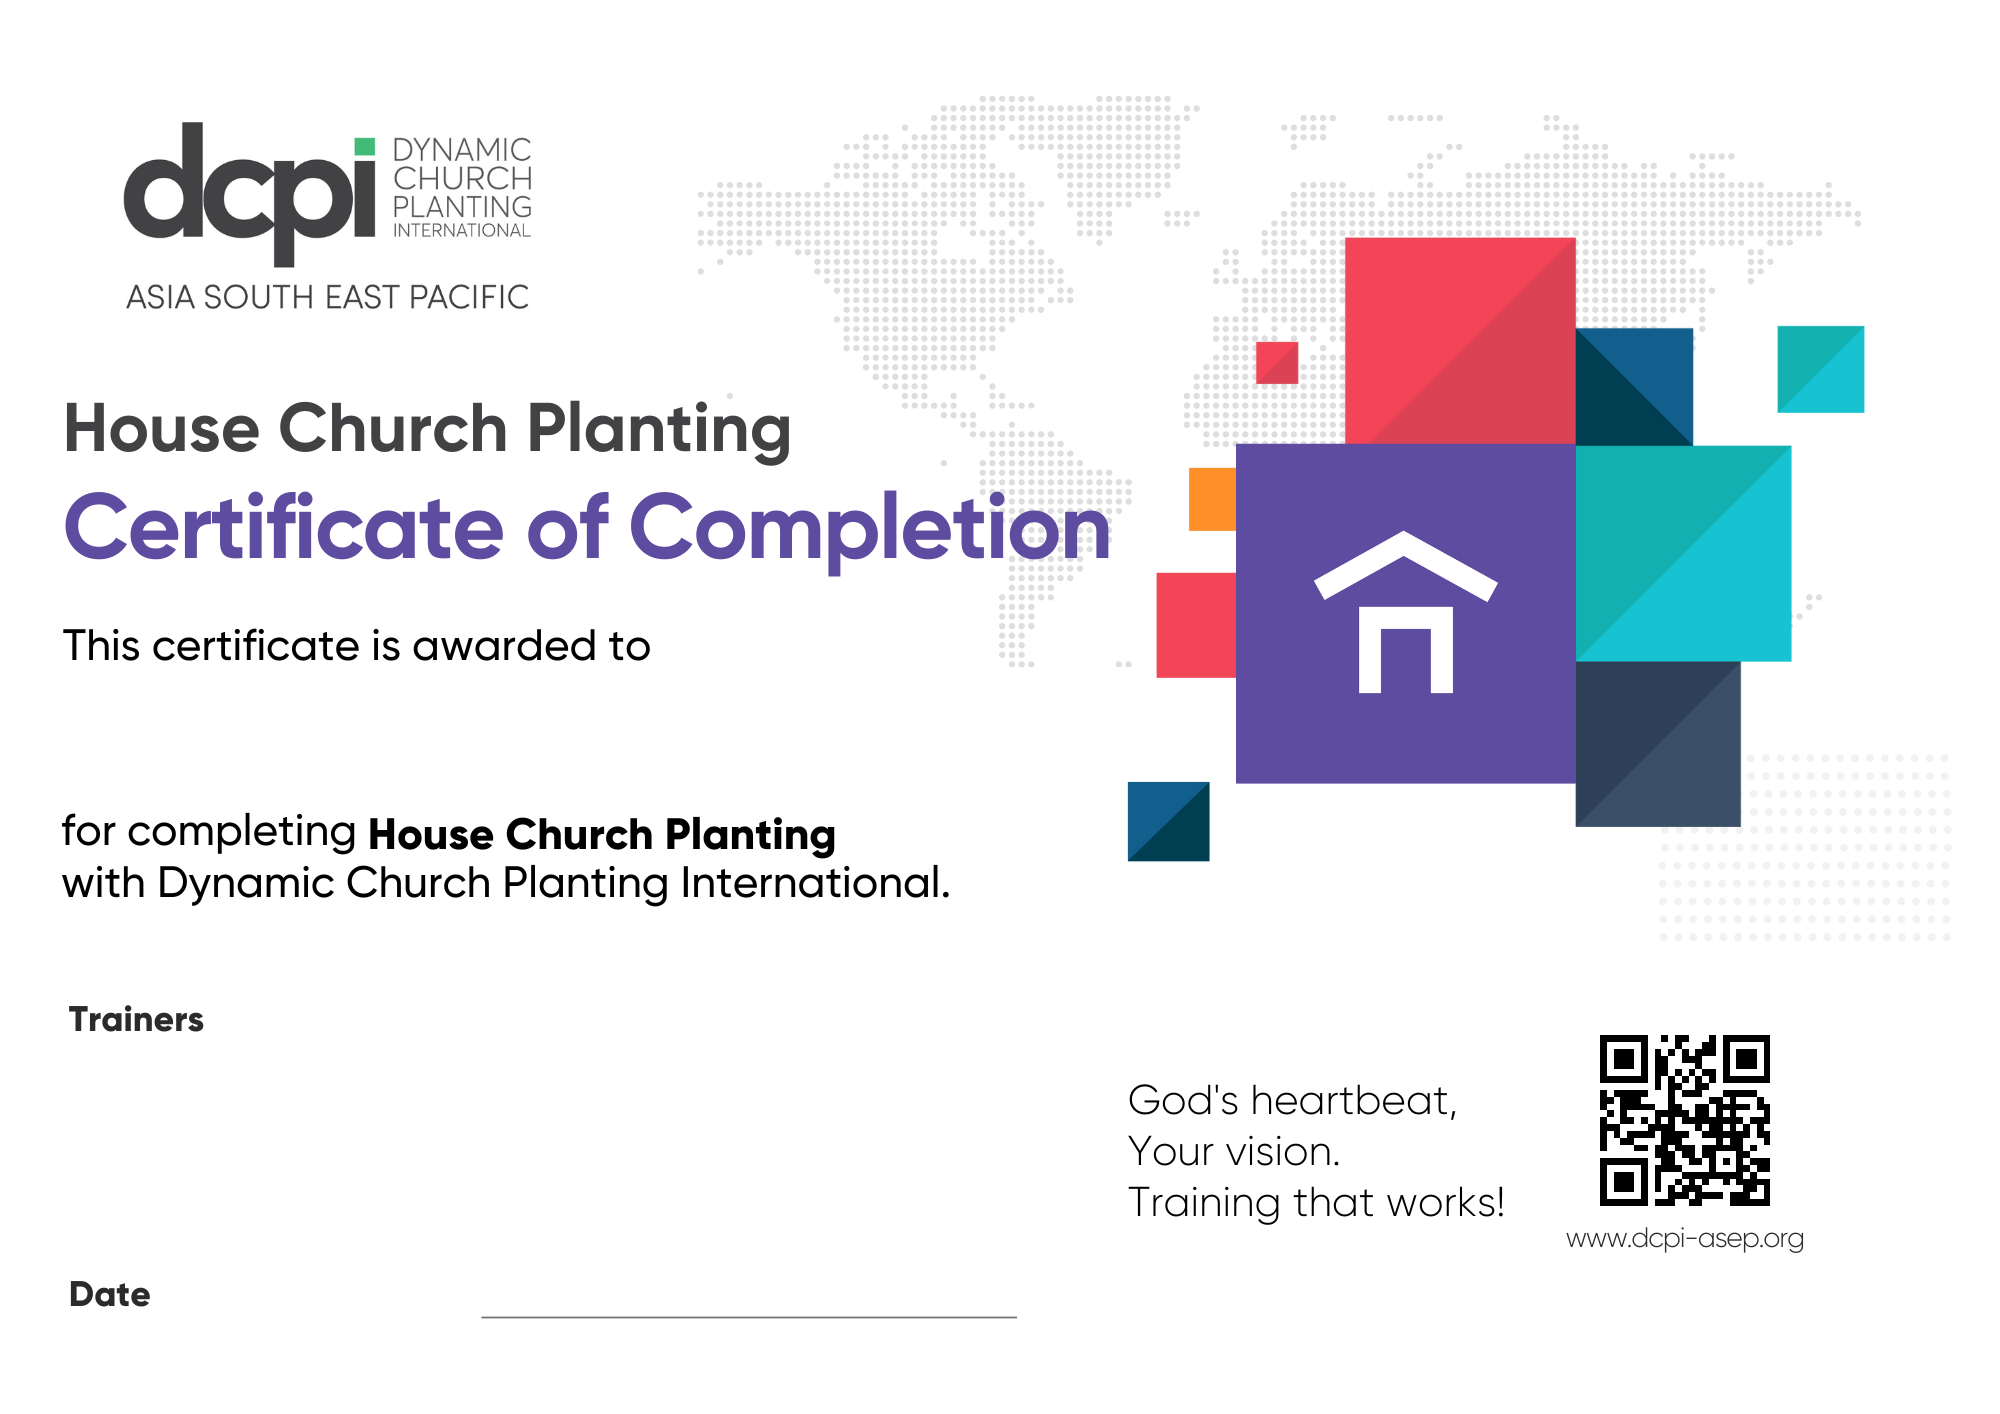 dcpi
DYNAMIC
CHURCH
PLANTING
INTERNATIONAL
ASIA SOUTH EAST PACIFIC
House Church Planting
Certificate of Completion
This certificate is awarded to
for completing House Church Planting
with Dynamic Church Planting International.
Trainers
God's heartbeat,
Your vision.
Training that works!
www.dcpi-asep.org
Date